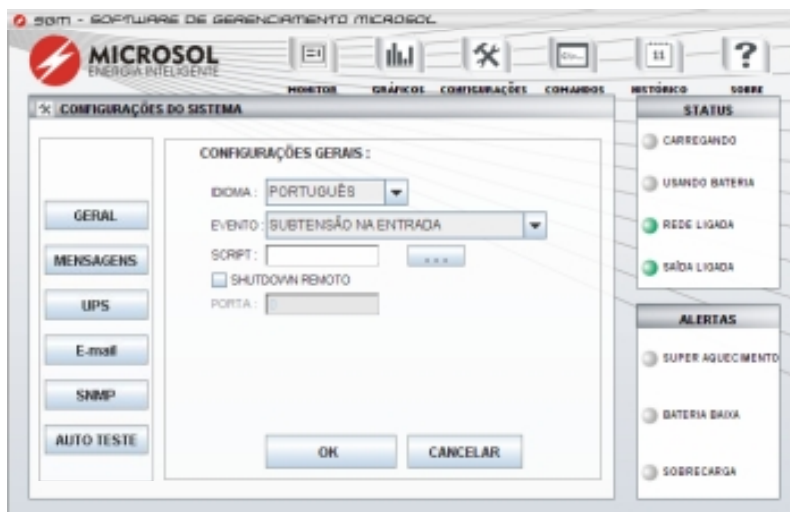 SGM - SOFTWARE DE GERENCIAMENTO MICROSOL
MICROSOL
ENERGIA INTELIGENTE
MONITOR
GRÁFICOS
CONFIGURAÇÕES
COMANDOS
11
HISTÓRICO
?
SOBRE
CONFIGURAÇÕES DO SISTEMA
GERAL
MENSAGENS
UPS
E-mail
SNMP
AUTO TESTE
CONFIGURAÇÕES GERAIS :
IDIOMA : PORTUGUÊS
EVENTO : SUBTENSÃO NA ENTRADA
SCRIPT :
...
SHUTDOWN REMOTO
PORTA : 0
OK
CANCELAR
STATUS
CARREGANDO
USANDO BATERIA
REDE LIGADA
SAÍDA LIGADA
ALERTAS
SUPER AQUECIMENTO
BATERIA BAIXA
SOBRECARGA